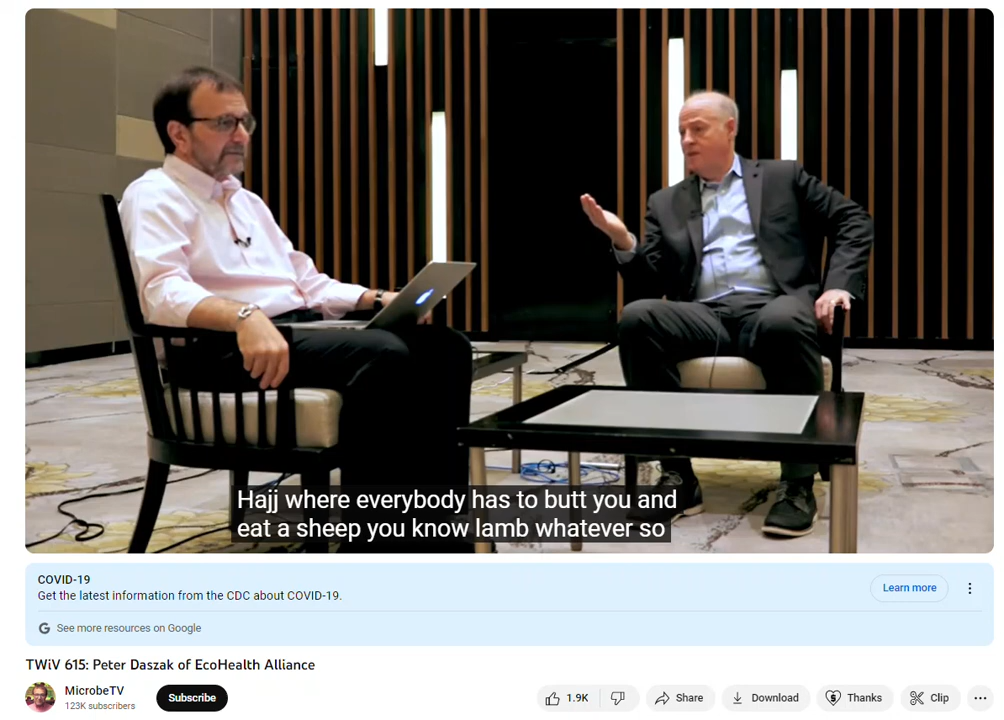 Hajj where everybody has to butt you and
eat a sheep you know lamb whatever so
COVID-19
Get the latest information from the CDC about COVID-19.
Learn more
See more resources on Google
TWiV 615: Peter Daszak of EcoHealth Alliance
MicrobeTV
123K subscribers
Subscribe
1.9K
Share
Download
Thanks
Clip